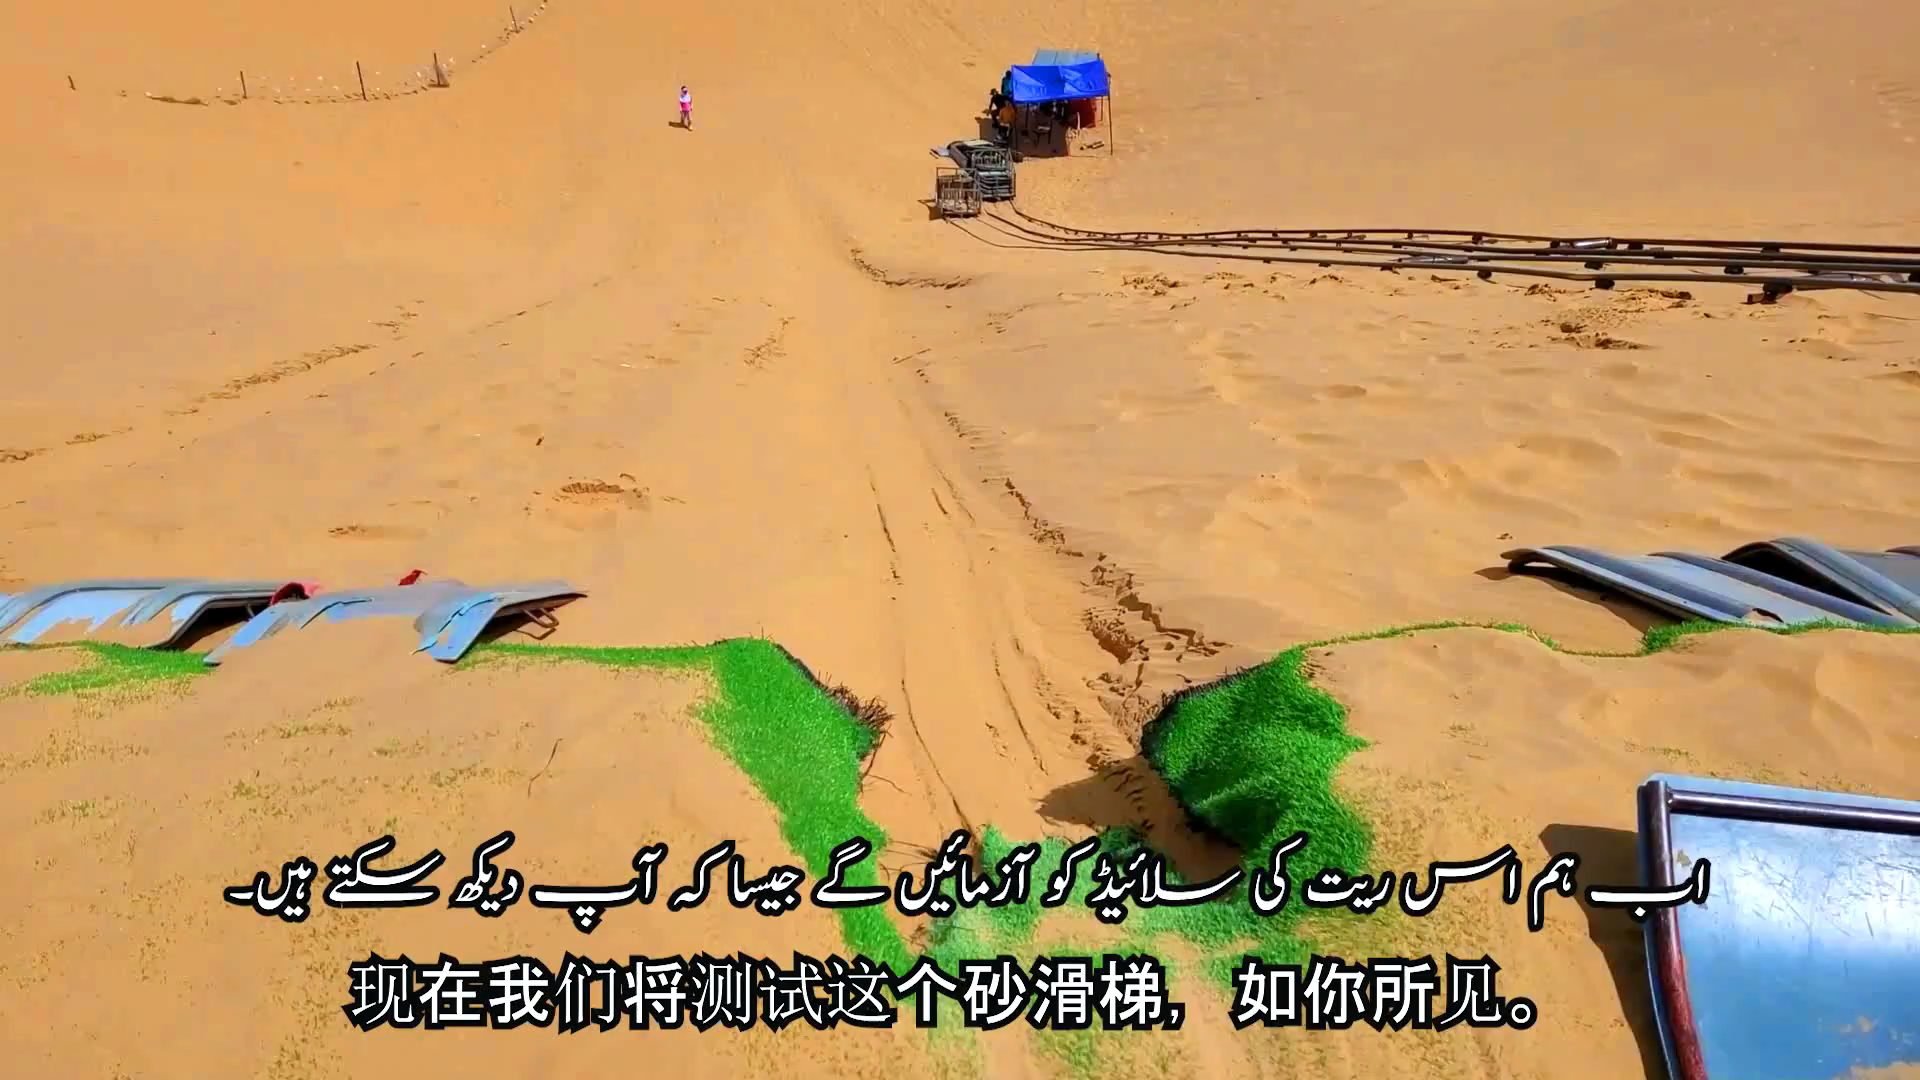 اب ہم اس ریت کی سلائیڈ کو آزمائیں گے جیسا کہ آپ دیکھ سکتے ہیں۔
现在我们将测试这个砂滑梯，如你所见。